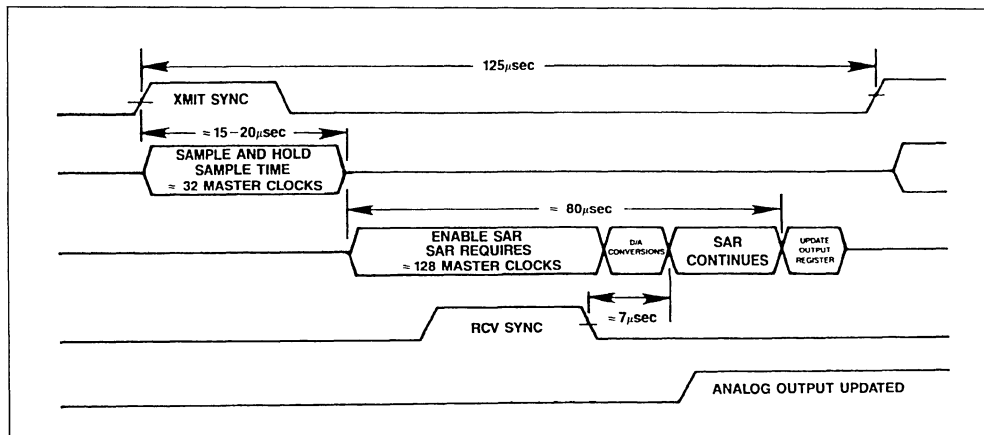 125μsec
XMIT SYNC
≈ 15–20μsec
SAMPLE AND HOLD
SAMPLE TIME
≈ 32 MASTER CLOCKS
≈ 80μsec
ENABLE SAR
SAR REQUIRES
≈ 128 MASTER CLOCKS
D/A
CONVERSIONS
SAR
CONTINUES
UPDATE
OUTPUT
REGISTER
RCV SYNC
≈ 7μsec
ANALOG OUTPUT UPDATED